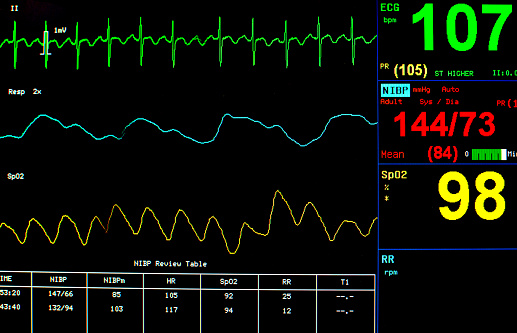 II
1mV
Resp 2x
SpO2
ECG
bpm
107
PR (105) ST HIGHER II:0.0
NIBP mmHg Auto
Adult Sys / Dia PR(1
144/73
Mean (84) 0 Min
SpO2
%
*
98
RR
rpm
NIBP Review Table
IME NIBP NIBPm HR SpO2 RR T1
53:20 147/66 85 105 92 25 --.-
43:40 132/94 103 117 94 12 --.-